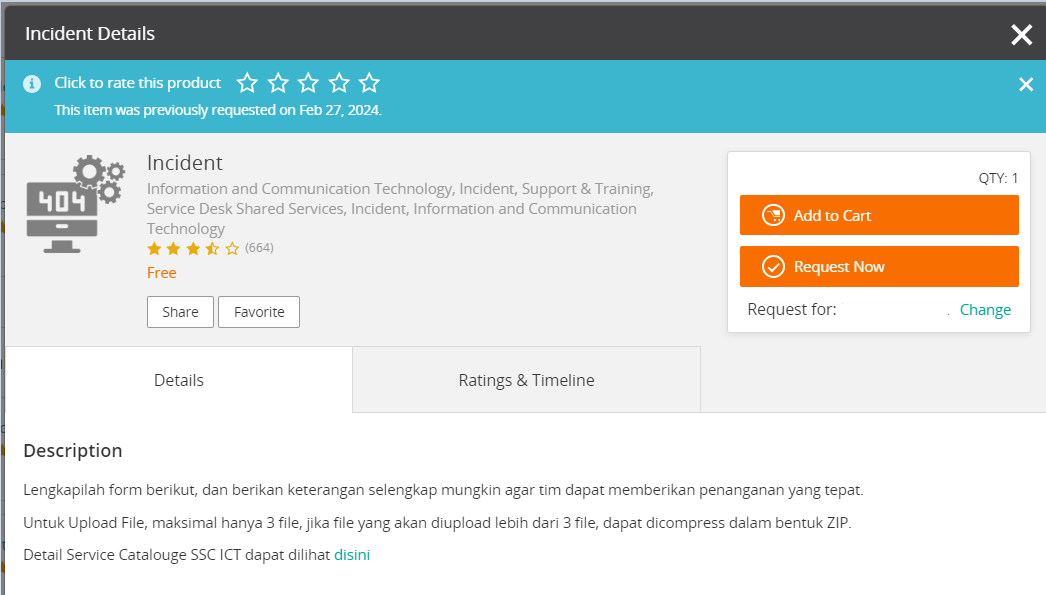 Incident Details
Click to rate this product
This item was previously requested on Feb 27, 2024.
404
Incident
Information and Communication Technology, Incident, Support & Training,
Service Desk Shared Services, Incident, Information and Communication
Technology
(664)
Free
Share
Favorite
QTY: 1
Add to Cart
Request Now
Request for:
. Change
Details
Ratings & Timeline
Description
Lengkapilah form berikut, dan berikan keterangan selengkap mungkin agar tim dapat memberikan penanganan yang tepat.
Untuk Upload File, maksimal hanya 3 file, jika file yang akan diupload lebih dari 3 file, dapat dicompress dalam bentuk ZIP.
Detail Service Catalouge SSC ICT dapat dilihat disini